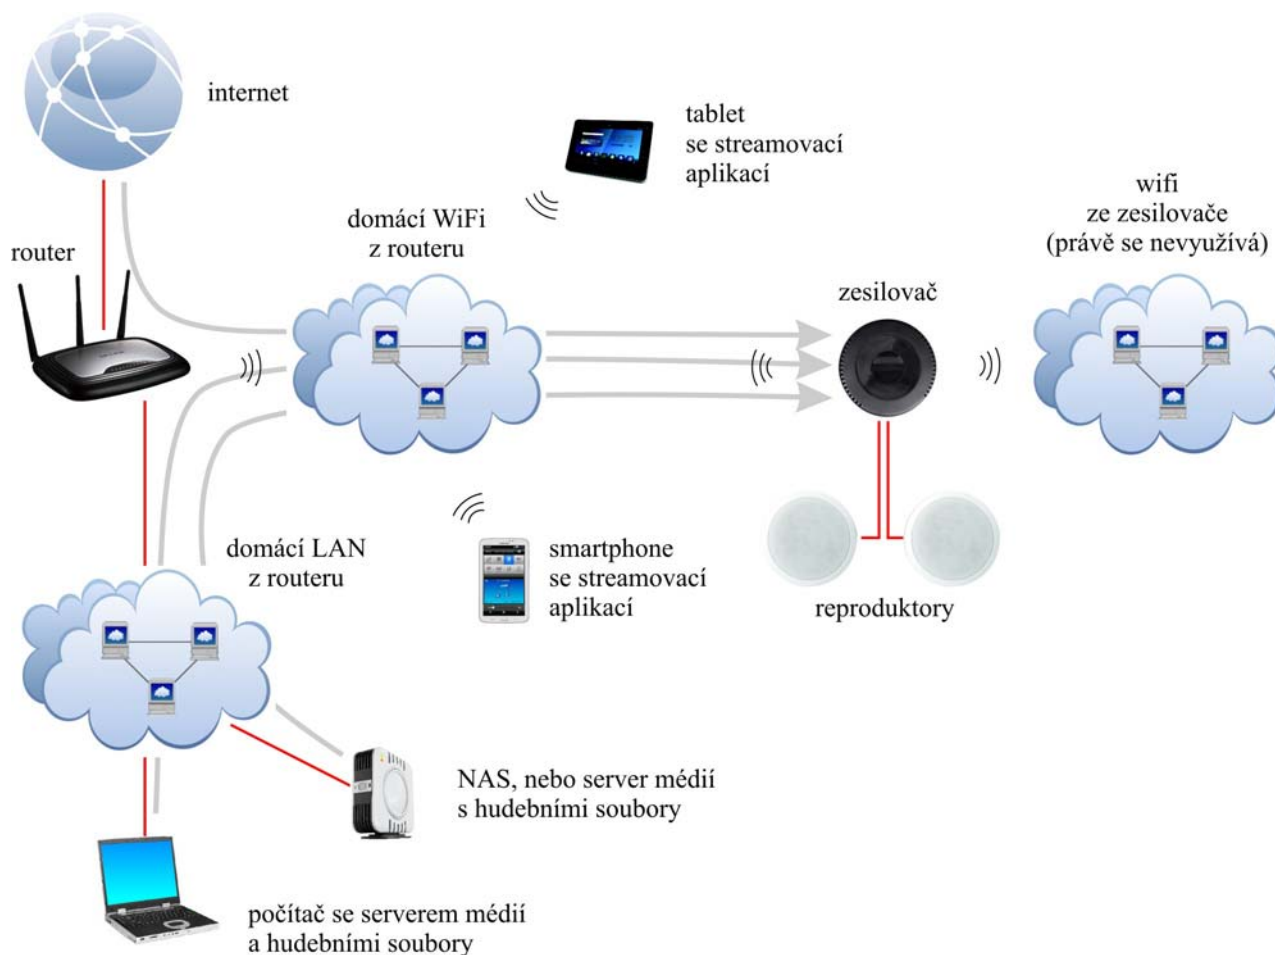 internet
tablet
se streamovací
aplikací
wifi
ze zesilovače
(právě se nevyužívá)
domácí WiFi
z routeru
router
zesilovač
domácí LAN
z routeru
smartphone
se streamovací
aplikací
reproduktory
NAS, nebo server médií
s hudebními soubory
počítač se serverem médií
a hudebními soubory